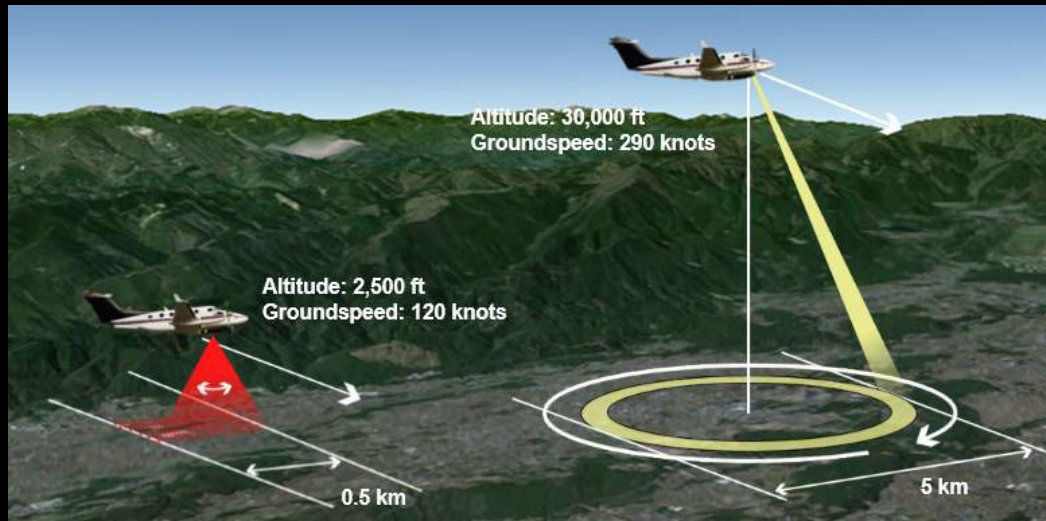 Altitude: 30,000 ft
Groundspeed: 290 knots
Altitude: 2,500 ft
Groundspeed: 120 knots
0.5 km
5 km